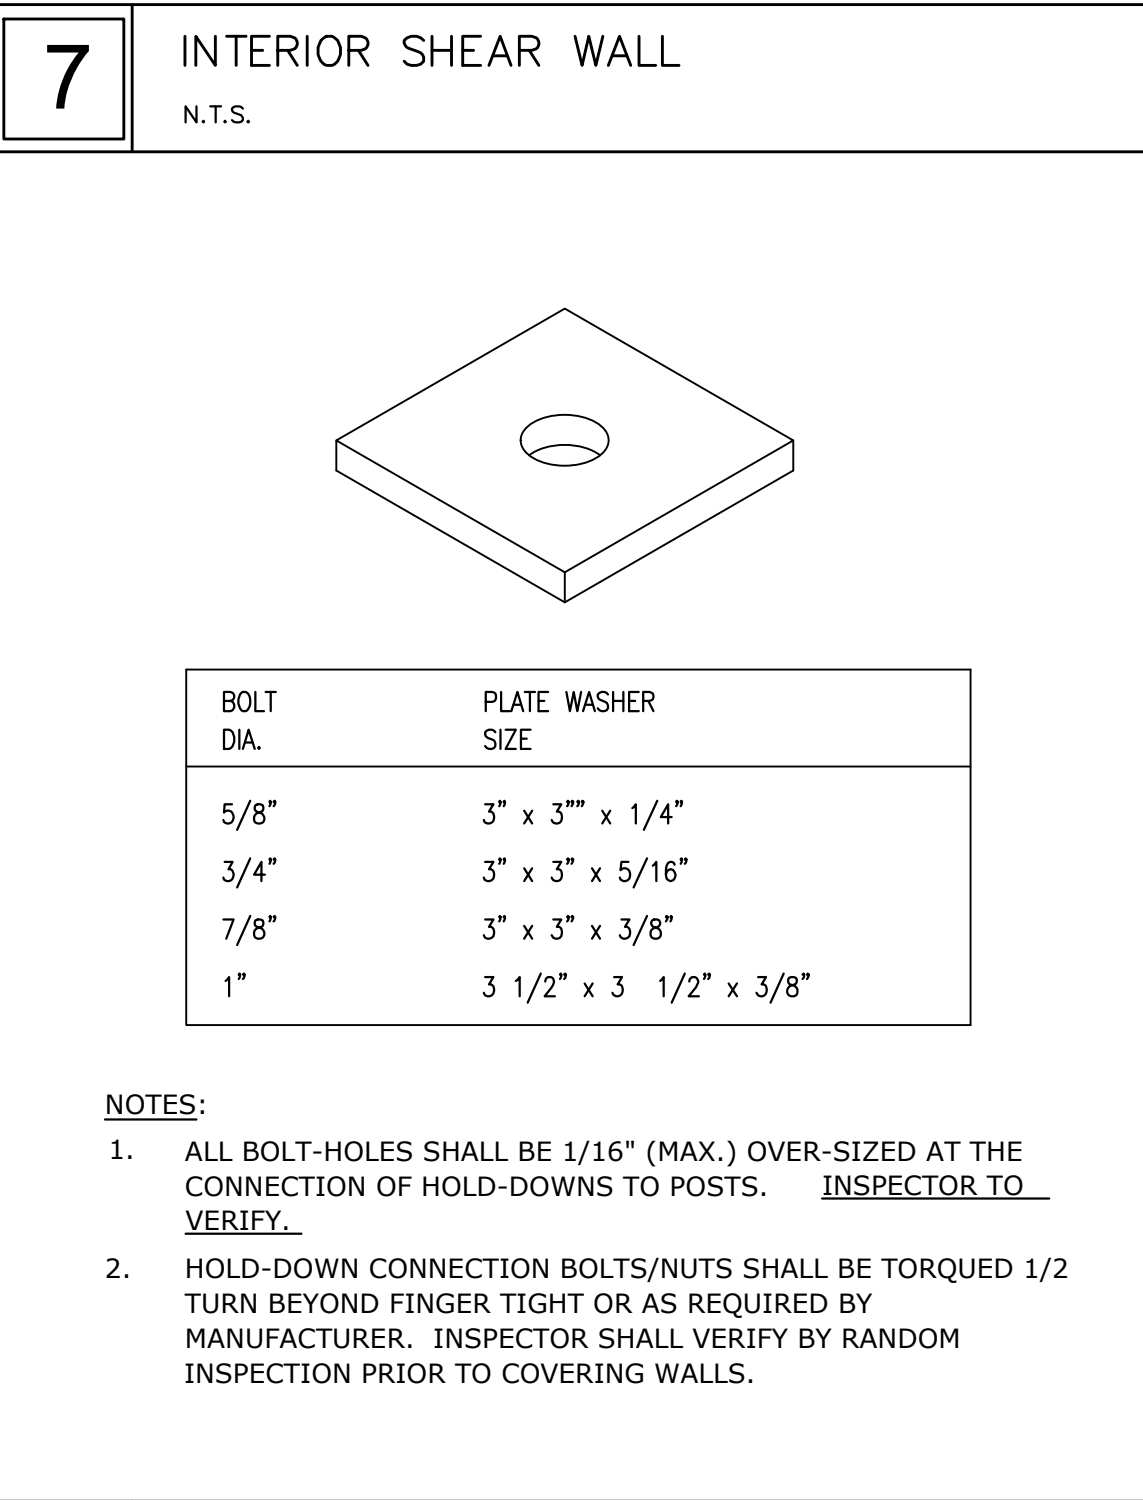 7
INTERIOR SHEAR WALL
N.T.S.
BOLT PLATE WASHER
DIA. SIZE
5/8" 3" x 3"" x 1/4"
3/4" 3" x 3" x 5/16"
7/8" 3" x 3" x 3/8"
1" 3 1/2" x 3 1/2" x 3/8"
NOTES:
1. ALL BOLT-HOLES SHALL BE 1/16" (MAX.) OVER-SIZED AT THE
CONNECTION OF HOLD-DOWNS TO POSTS. INSPECTOR TO
VERIFY.
2. HOLD-DOWN CONNECTION BOLTS/NUTS SHALL BE TORQUED 1/2
TURN BEYOND FINGER TIGHT OR AS REQUIRED BY
MANUFACTURER. INSPECTOR SHALL VERIFY BY RANDOM
INSPECTION PRIOR TO COVERING WALLS.